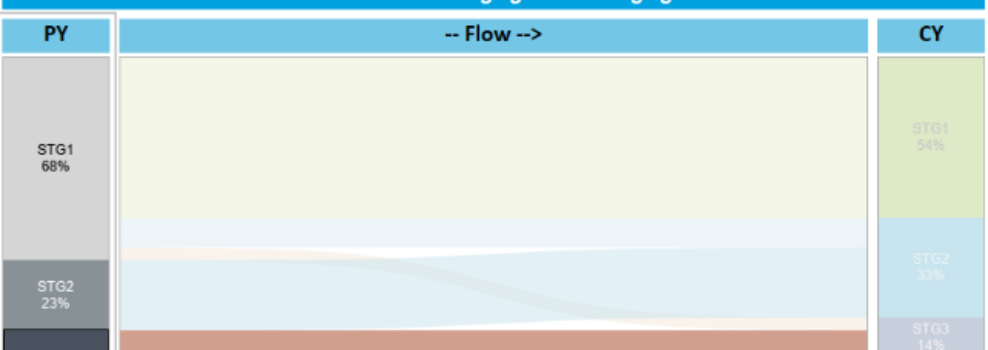 PY
-- Flow -->
CY
STG1
68%
STG1
54%
STG2
23%
STG2
33%
STG3
14%